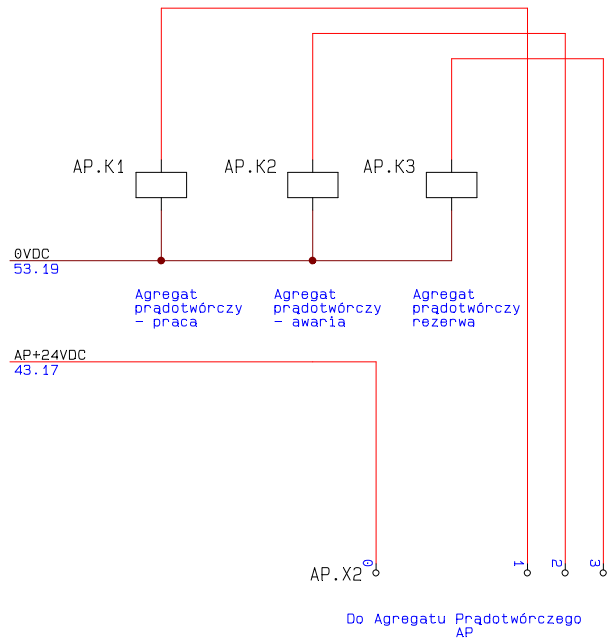 AP.K1
AP.K2
AP.K3
0VDC
53.19
Agregat
prądotwórczy
- praca
Agregat
prądotwórczy
- awaria
Agregat
prądotwórczy
rezerwa
AP+24VDC
43.17
AP.X2
0
1
2
3
Do Agregatu Prądotwórczego
AP